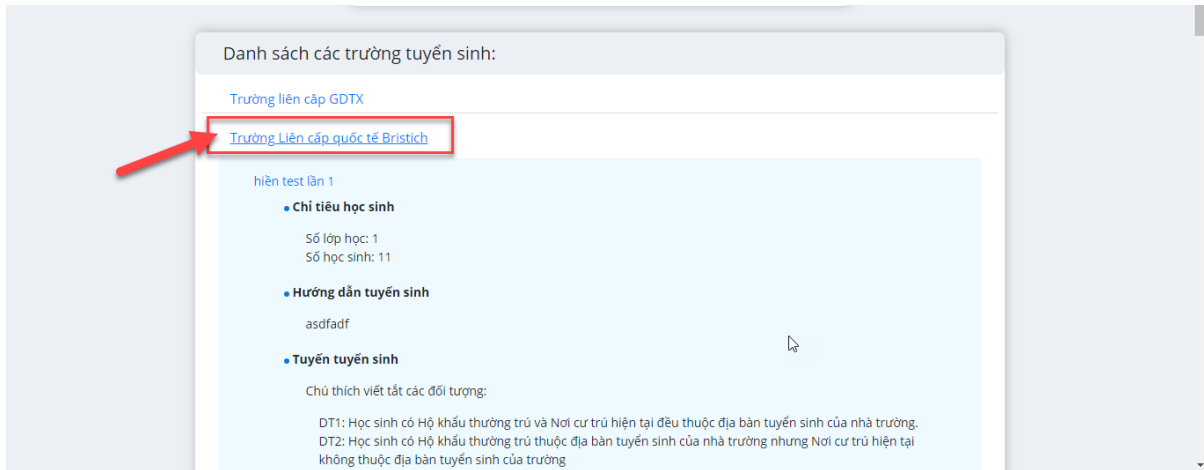 Danh sách các trường tuyển sinh:
Trường liên câp GDTX
Trường Liên cấp quốc tế Bristich
hiền test lần 1
Chỉ tiêu học sinh
Số lớp học: 1
Số học sinh: 11
Hướng dẫn tuyển sinh
asdfadf
Tuyến tuyển sinh
Chú thích viết tắt các đối tượng:
DT1: Học sinh có Hộ khẩu thường trú và Nơi cư trú hiện tại đều thuộc địa bàn tuyển sinh của nhà trường.
DT2: Học sinh có Hộ khẩu thường trú thuộc địa bàn tuyển sinh của nhà trường nhưng Nơi cư trú hiện tại
không thuộc địa bàn tuyển sinh của trường